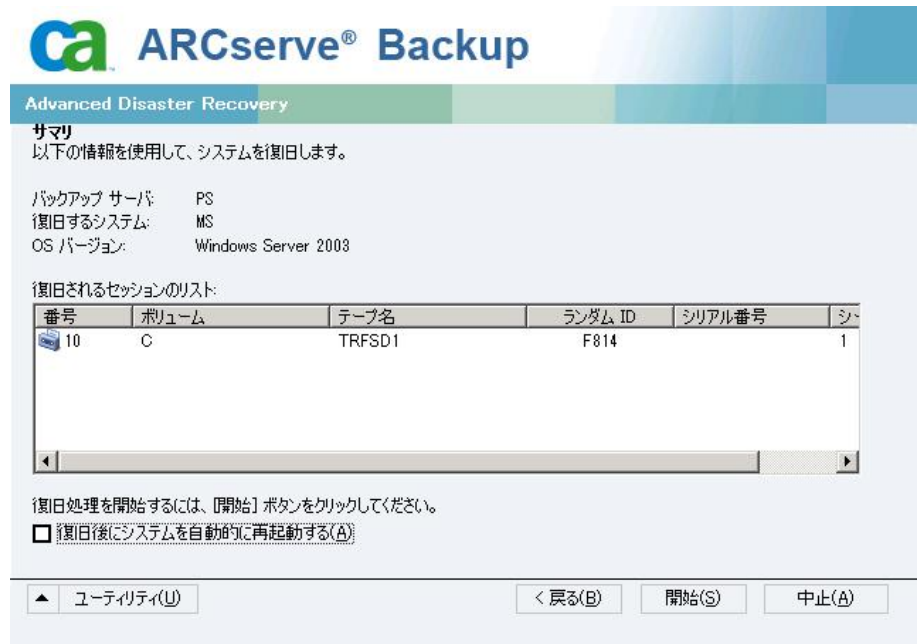 ca ARCserve® Backup
Advanced Disaster Recovery
サマリ
以下の情報を使用して、システムを復旧します。
バックアップ サーバ: PS
復旧するシステム: MS
OS バージョン: Windows Server 2003
復旧されるセッションのリスト:
番号 ボリューム テープ名 ランダム ID シリアル番号 シー
10 C TRFSD1 F814 1
復旧処理を開始するには、[開始] ボタンをクリックしてください。
復旧後にシステムを自動的に再起動する(A)
ユーティリティ(U) < 戻る(B) 開始(S) 中止(A)